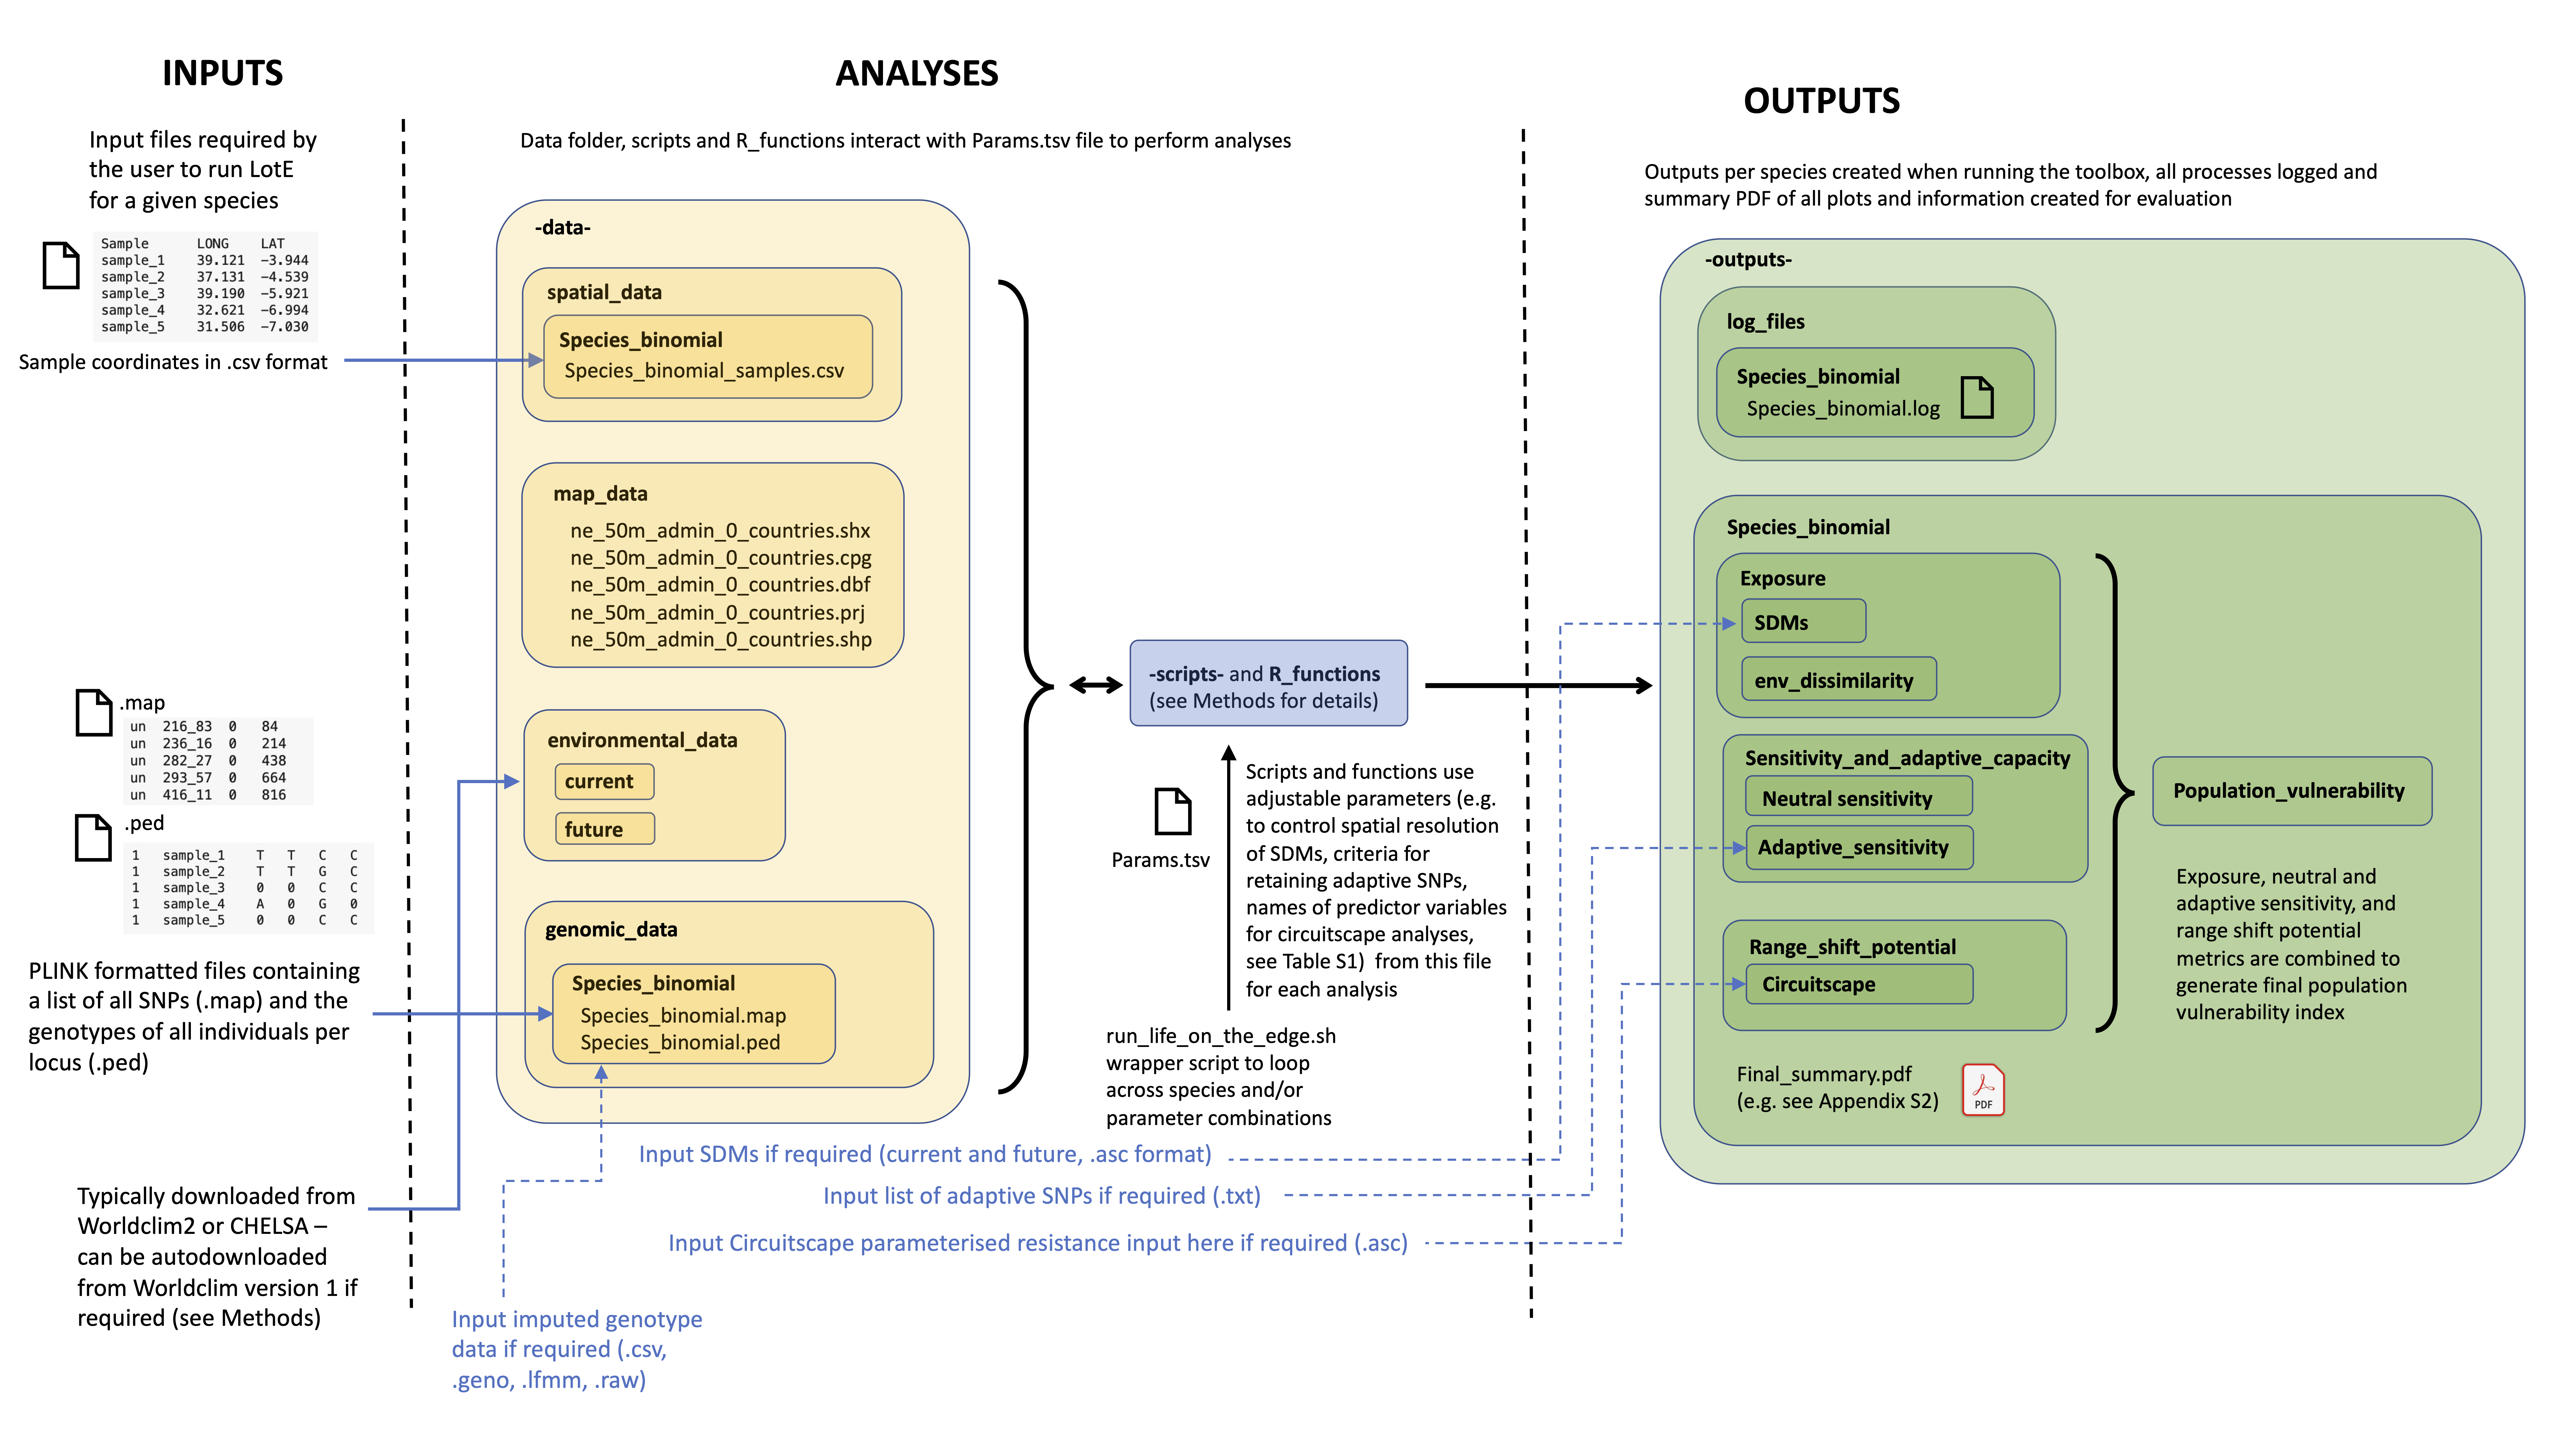 INPUTS
Input files required by
the user to run LotE
for a given species
Sample LONG LAT
sample_1 39.121 -3.944
sample_2 37.131 -4.539
sample_3 39.190 -5.921
sample_4 32.621 -6.994
sample_5 31.506 -7.030
Sample coordinates in .csv format
.map
un 216_83 0 84
un 236_16 0 214
un 282_27 0 438
un 293_57 0 664
un 416_11 0 816
.ped
1 sample_1 T T C C
1 sample_2 T T G C
1 sample_3 0 0 C C
1 sample_4 A 0 G 0
1 sample_5 0 0 C C
PLINK formatted files containing
a list of all SNPs (.map) and the
genotypes of all individuals per
locus (.ped)
Typically downloaded from
Worldclim2 or CHELSA –
can be autodownloaded
from Worldclim version 1 if
required (see Methods)
ANALYSES
Data folder, scripts and R_functions interact with Params.tsv file to perform analyses
-data-
spatial_data
Species_binomial
Species_binomial_samples.csv
map_data
ne_50m_admin_0_countries.shx
ne_50m_admin_0_countries.cpg
ne_50m_admin_0_countries.dbf
ne_50m_admin_0_countries.prj
ne_50m_admin_0_countries.shp
environmental_data
current
future
genomic_data
Species_binomial
Species_binomial.map
Species_binomial.ped
-scripts- and R_functions
(see Methods for details)
Params.tsv
Scripts and functions use
adjustable parameters (e.g.
to control spatial resolution
of SDMs, criteria for
retaining adaptive SNPs,
names of predictor variables
for circuitscape analyses,
see Table S1) from this file
for each analysis
run_life_on_the_edge.sh
wrapper script to loop
across species and/or
parameter combinations
Input SDMs if required (current and future, .asc format)
Input list of adaptive SNPs if required (.txt)
Input Circuitscape parameterised resistance input here if required (.asc)
Input imputed genotype
data if required (.csv,
.geno, .lfmm, .raw)
OUTPUTS
Outputs per species created when running the toolbox, all processes logged and
summary PDF of all plots and information created for evaluation
-outputs-
log_files
Species_binomial
Species_binomial.log
Species_binomial
Exposure
SDMs
env_dissimilarity
Sensitivity_and_adaptive_capacity
Neutral sensitivity
Adaptive_sensitivity
Range_shift_potential
Circuitscape
Final_summary.pdf
(e.g. see Appendix S2)
PDF
Population_vulnerability
Exposure, neutral and
adaptive sensitivity, and
range shift potential
metrics are combined to
generate final population
vulnerability index